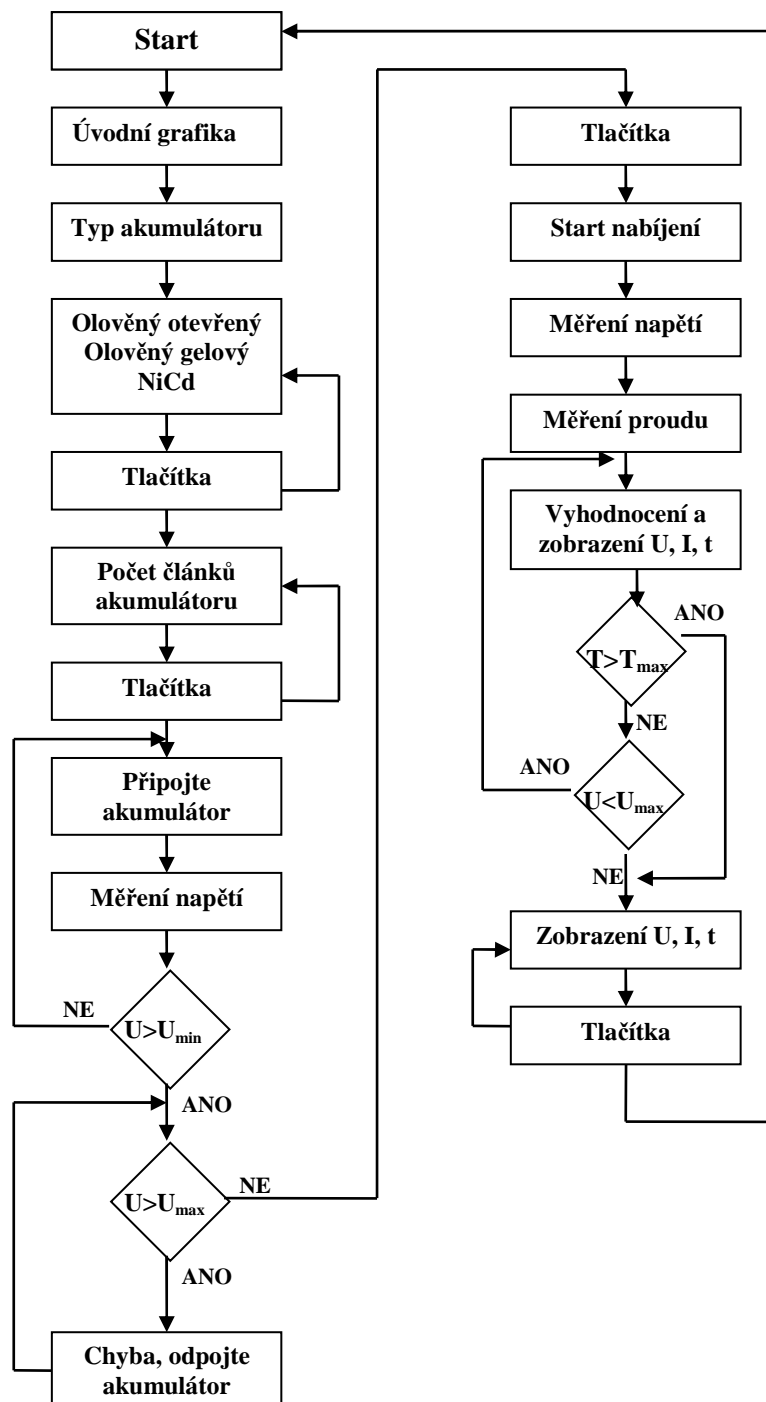 Start
Úvodní grafika
Typ akumulátoru
Olověný otevřený
Olověný gelový
NiCd
Tlačítka
Počet článků
akumulátoru
Tlačítka
Připojte
akumulátor
Měření napětí
NE
U>Umin
ANO
U>Umax
NE
ANO
Chyba, odpojte
akumulátor
Tlačítka
Start nabíjení
Měření napětí
Měření proudu
Vyhodnocení a
zobrazení U, I, t
ANO
T>Tmax
NE
ANO
U<Umax
NE
Zobrazení U, I, t
Tlačítka